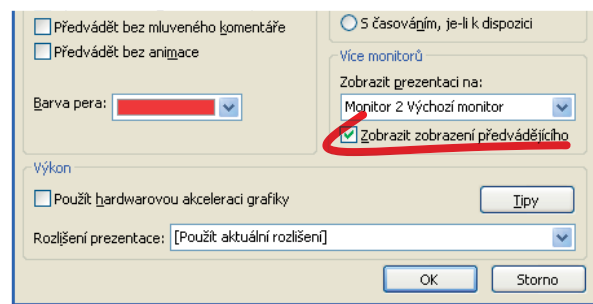 Předvádět bez mluveného komentáře
Předvádět bez animace
Barva pera:
S časováním, je-li k dispozici
Více monitorů
Zobrazit prezentaci na:
Monitor 2 Výchozí monitor
Zobrazit zobrazení předvádějícího
Výkon
Použít hardwarovou akceleraci grafiky
Tipy
Rozlišení prezentace: [Použít aktuální rozlišení]
OK Storno